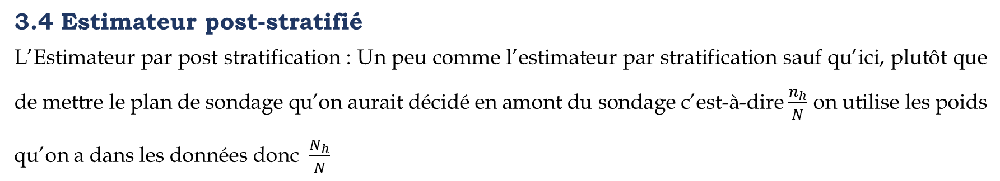 3.4 Estimateur post-stratifié
L’Estimateur par post stratification : Un peu comme l’estimateur par stratification sauf qu’ici, plutôt que
de mettre le plan de sondage qu’on aurait décidé en amont du sondage c’est-à-dire $\frac{n_h}{N}$ on utilise les poids
qu’on a dans les données donc $\frac{N_h}{N}$